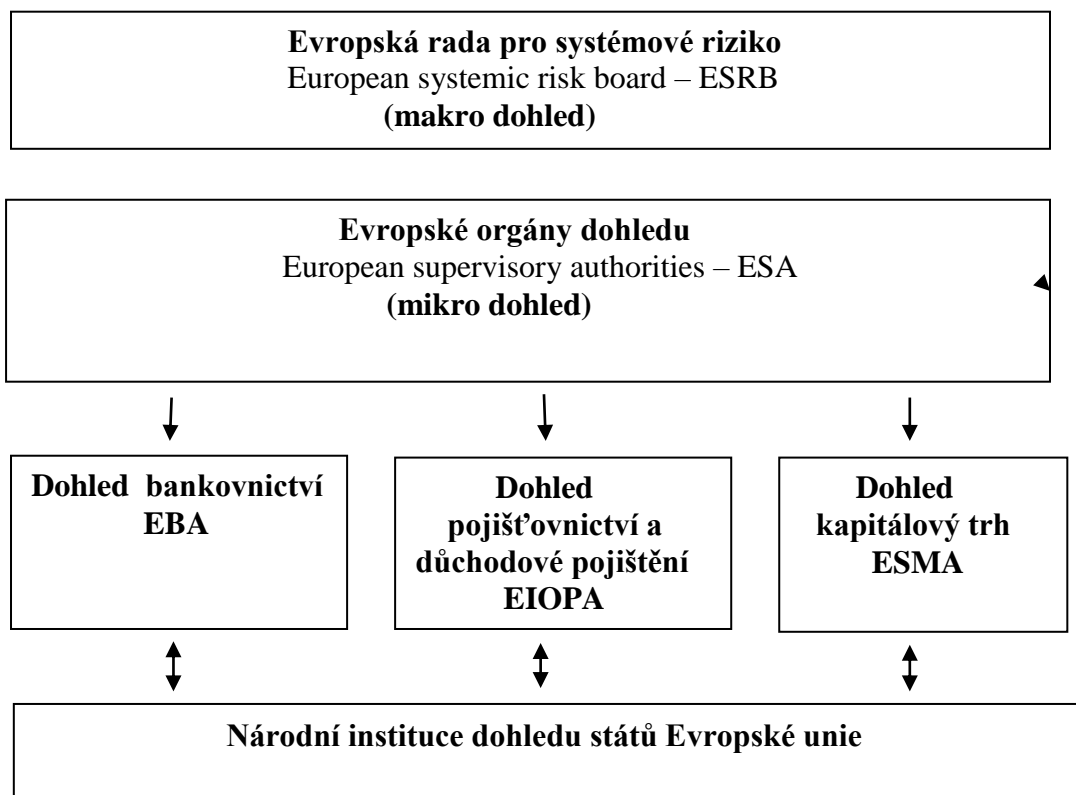 Evropská rada pro systémové riziko
European systemic risk board – ESRB
(makro dohled)
Evropské orgány dohledu
European supervisory authorities – ESA
(mikro dohled)
Dohled bankovnictví
EBA
Dohled
pojišťovnictví a
důchodové pojištění
EIOPA
Dohled
kapitálový trh
ESMA
Národní instituce dohledu států Evropské unie